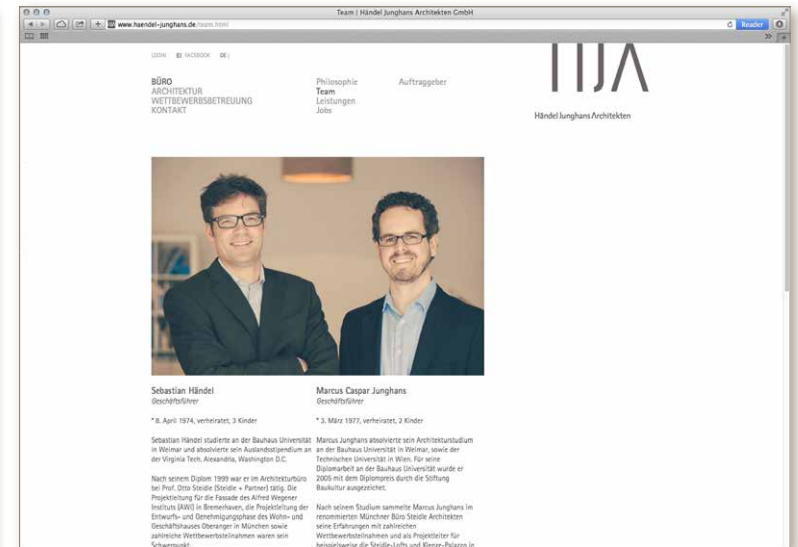 Team | Händel Junghans Architekten GmbH
www.haendel-junghans.de/team.html
Reader
LOGIN FACEBOOK DE |
BÜRO
ARCHITEKTUR
WETTBEWERBSBETREUUNG
KONTAKT
Philosophie
Team
Leistungen
Jobs
Auftraggeber
HJA
Händel Junghans Architekten
Sebastian Händel
Geschäftsführer
* 8. April 1974, verheiratet, 3 Kinder
Sebastian Händel studierte an der Bauhaus Universität
in Weimar und absolvierte sein Auslandsstipendium an
der Virginia Tech. Alexandria, Washington D.C.
Nach seinem Diplom 1999 war er im Architekturbüro
bei Prof. Otto Steidle (Steidle + Partner) tätig. Die
Projektleitung für die Fassade des Alfred Wegener
Instituts (AWI) in Bremerhaven, die Projektleitung der
Entwurfs- und Genehmigungsphase des Wohn- und
Geschäftshauses Oberanger in München sowie
zahlreiche Wettbewerbsteilnahmen waren sein
Schwerpunkt.
Marcus Caspar Junghans
Geschäftsführer
* 3. März 1977, verheiratet, 2 Kinder
Marcus Junghans absolvierte sein Architekturstudium
an der Bauhaus Universität in Weimar, sowie der
Technischen Universität in Wien. Für seine
Diplomarbeit an der Bauhaus Universität wurde er
2005 mit dem Diplompreis durch die Stiftung
Baukultur ausgezeichnet.
Nach seinem Studium sammelte Marcus Junghans im
renommierten Münchner Büro Steidle Architekten
seine Erfahrungen mit zahlreichen
Wettbewerbsteilnahmen und als Projektleiter für
beispielsweise die Steidle-Lofts und Klenze-Palazzo in